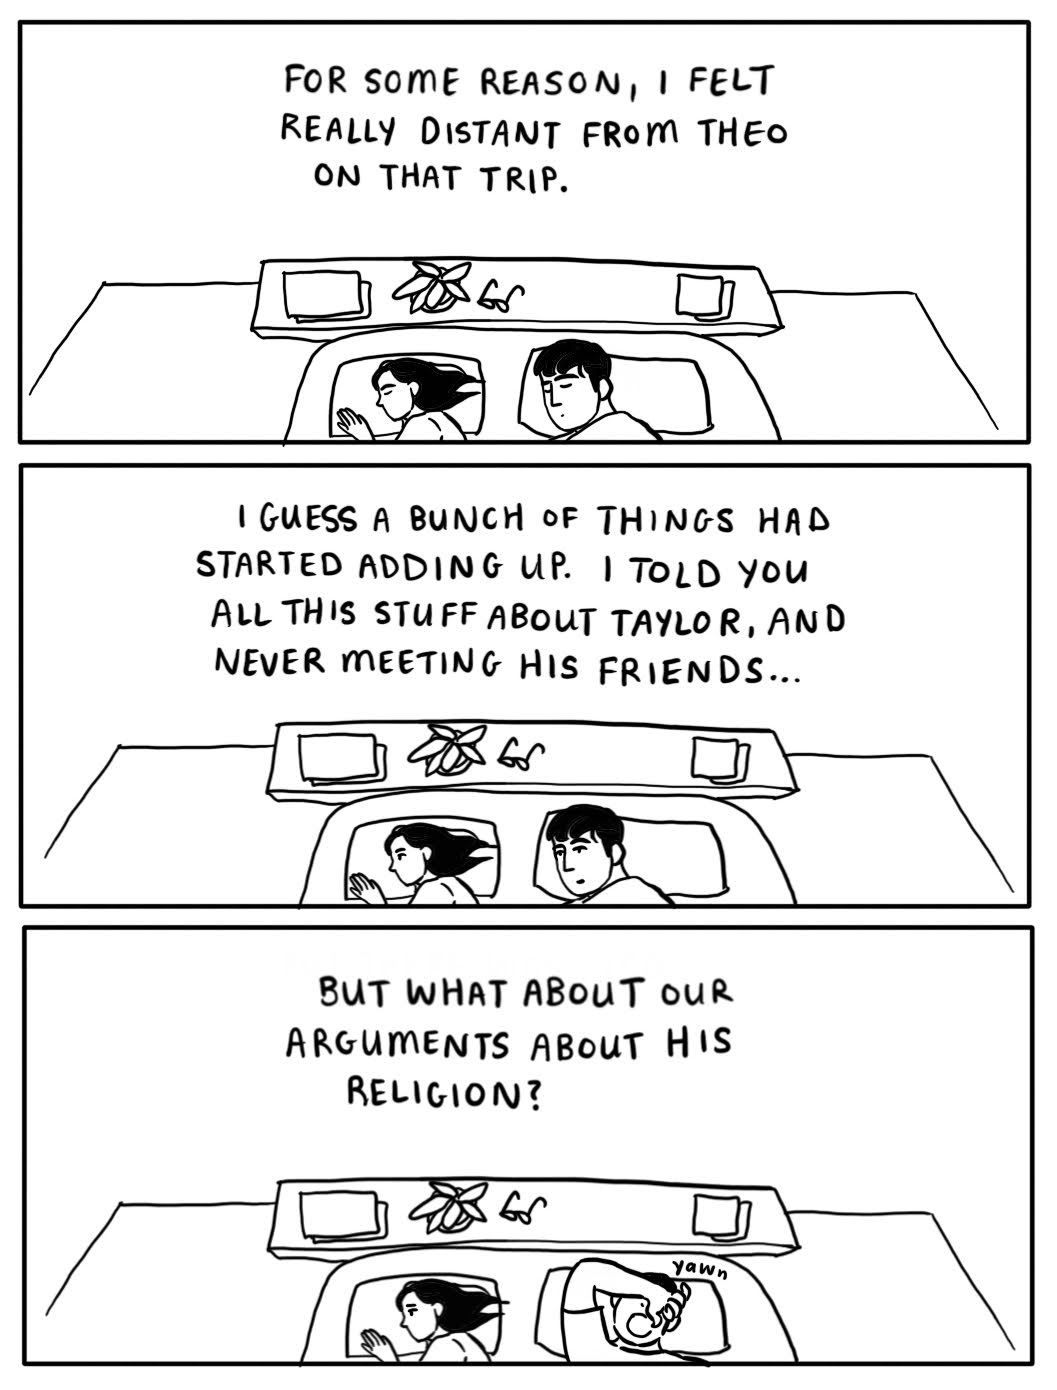 FOR SOME REASON, I FELT
REALLY DISTANT FROM THEO
ON THAT TRIP.
I GUESS A BUNCH OF THINGS HAD
STARTED ADDING UP. I TOLD YOU
ALL THIS STUFF ABOUT TAYLOR, AND
NEVER MEETING HIS FRIENDS...
BUT WHAT ABOUT OUR
ARGUMENTS ABOUT HIS
RELIGION?
yawn